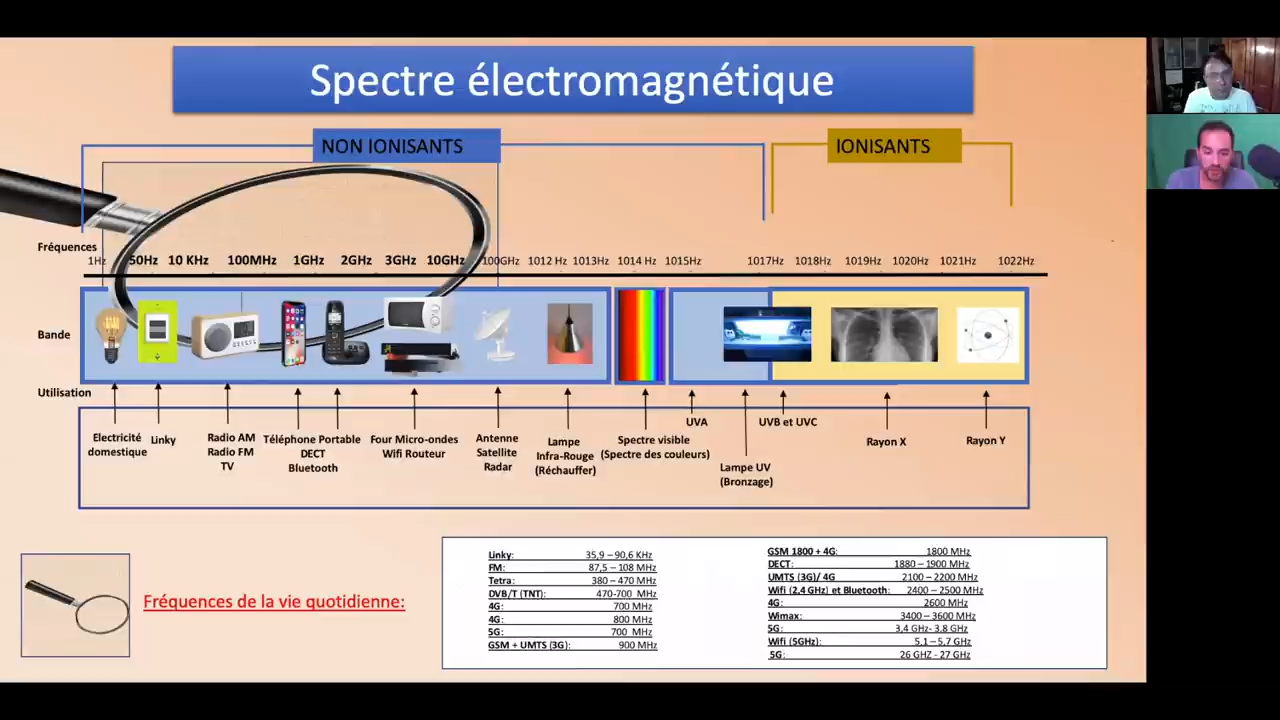 Spectre électromagnétique
NON IONISANTS
IONISANTS
Fréquences
1Hz 50Hz 10 KHz 100MHz 1GHz 2GHz 3GHz 10GHz 100GHz 1012 Hz 1013Hz 1014 Hz 1015Hz 1017Hz 1018Hz 1019Hz 1020Hz 1021Hz 1022Hz
Bande
Utilisation
Electricité
domestique
Linky
Radio AM
Radio FM
TV
Téléphone Portable
DECT
Bluetooth
Four Micro-ondes
Wifi Routeur
Antenne
Satellite
Radar
Lampe
Infra-Rouge
(Réchauffer)
Spectre visible
(Spectre des couleurs)
UVA
Lampe UV
(Bronzage)
UVB et UVC
Rayon X
Rayon Y
Fréquences de la vie quotidienne:
Linky: 35,9 – 90,6 KHz
FM: 87,5 – 108 MHz
Tetra: 380 – 470 MHz
DVB/T (TNT): 470-700 MHz
4G: 700 MHz
4G: 800 MHz
5G: 700 MHz
GSM + UMTS (3G): 900 MHz
GSM 1800 + 4G: 1800 MHz
DECT: 1880 – 1900 MHz
UMTS (3G)/ 4G 2100 – 2200 MHz
Wifi (2,4 GHz) et Bluetooth: 2400 – 2500 MHz
4G: 2600 MHz
Wimax: 3400 – 3600 MHz
5G: 3,4 GHz- 3,8 GHz
Wifi (5GHz): 5,1 – 5,7 GHz
5G: 26 GHZ - 27 GHz